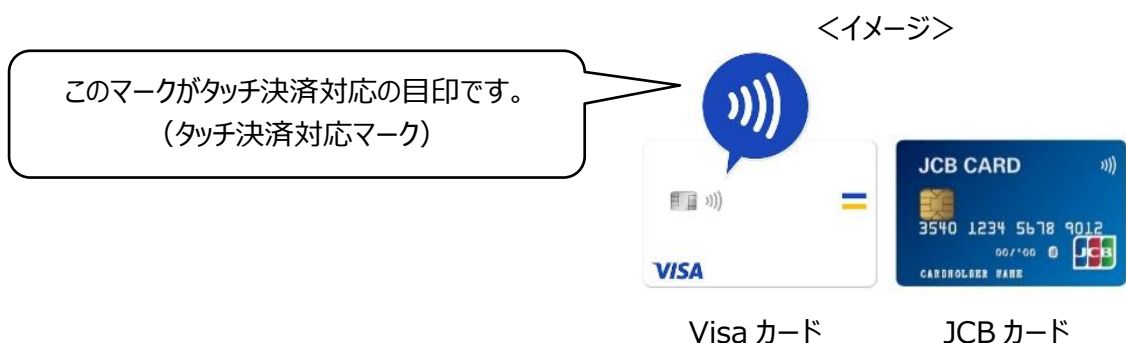 <イメージ>
このマークがタッチ決済対応の目印です。
(タッチ決済対応マーク)
VISA
JCB CARD
3540 1234 5678 9012
00/00
JCB
CARDHOLDER NAME
Visa カード
JCB カード